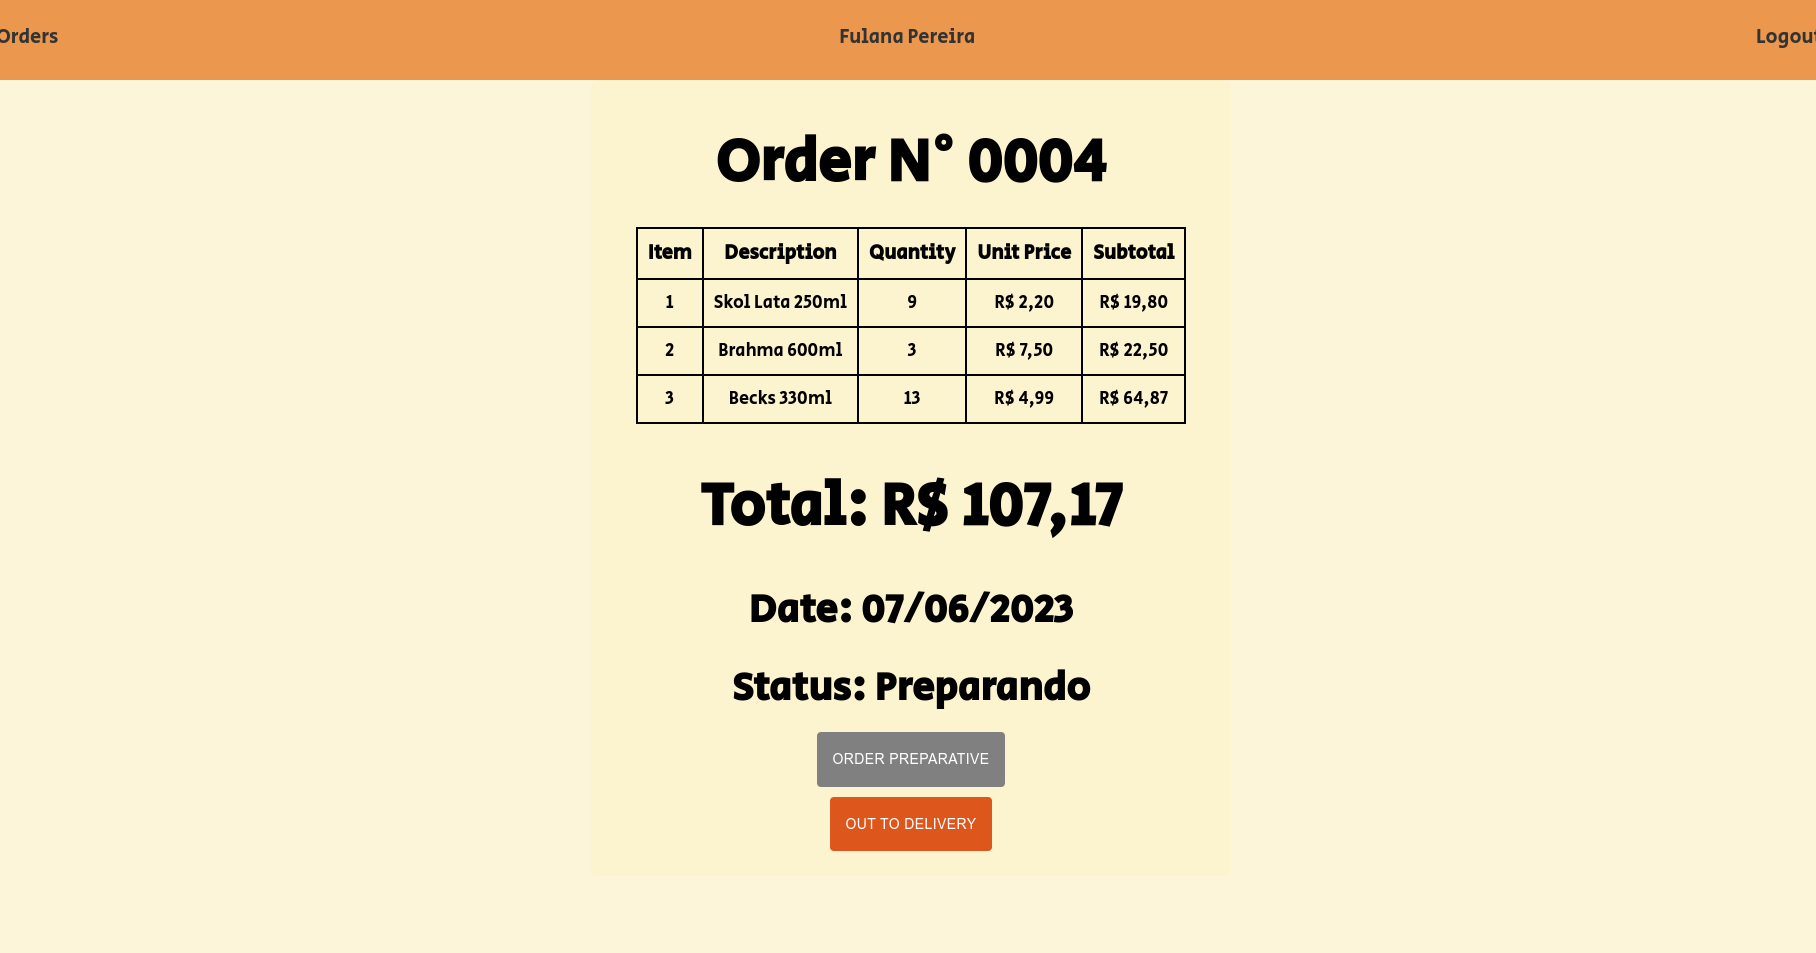 Orders Fulana Pereira Logout
Order N° 0004
Item Description Quantity Unit Price Subtotal
1 Skol Lata 250ml 9 R$ 2,20 R$ 19,80
2 Brahma 600ml 3 R$ 7,50 R$ 22,50
3 Becks 330ml 13 R$ 4,99 R$ 64,87
Total: R$ 107,17
Date: 07/06/2023
Status: Preparando
ORDER PREPARATIVE
OUT TO DELIVERY